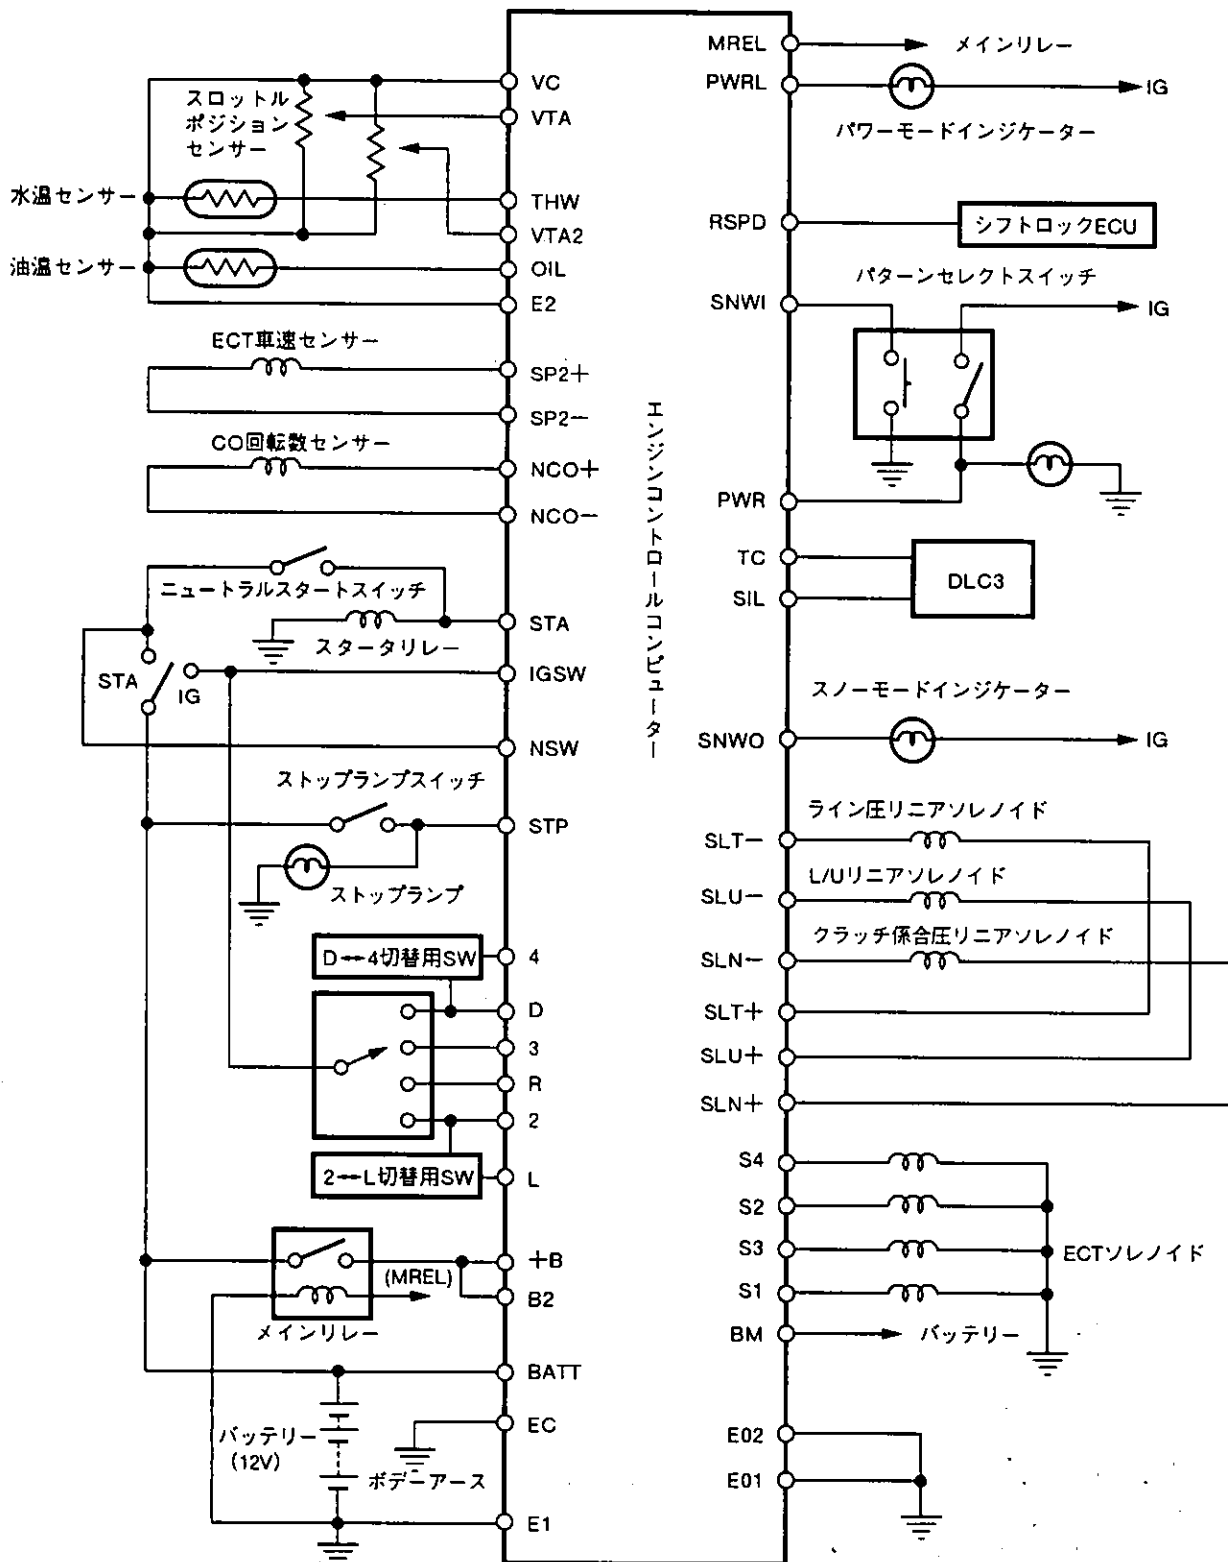 MREL
メインリレー
PWRL
IG
パワーモードインジケーター
VC
スロットル
ポジション
センサー
VTA
水温センサー
THW
VTA2
油温センサー
OIL
E2
RSPD
シフトロックECU
パターンセレクトスイッチ
SNWI
IG
ECT車速センサー
SP2+
SP2−
CO回転数センサー
NCO+
NCO−
エンジンコントロールコンピューター
PWR
TC
SIL
DLC3
ニュートラルスタートスイッチ
STA
スタータリレー
STA
IG
IGSW
NSW
スノーモードインジケーター
SNWO
IG
ストップランプスイッチ
STP
ストップランプ
ライン圧リニアソレノイド
SLT−
L/Uリニアソレノイド
SLU−
クラッチ係合圧リニアソレノイド
SLN−
SLT+
SLU+
SLN+
D↔4切替用SW
4
D
3
R
2
2↔L切替用SW
L
S4
S2
S3
S1
ECTソレノイド
BM
バッテリー
+B
(MREL)
B2
メインリレー
BATT
バッテリー
(12V)
EC
ボデーアース
E1
E02
E01